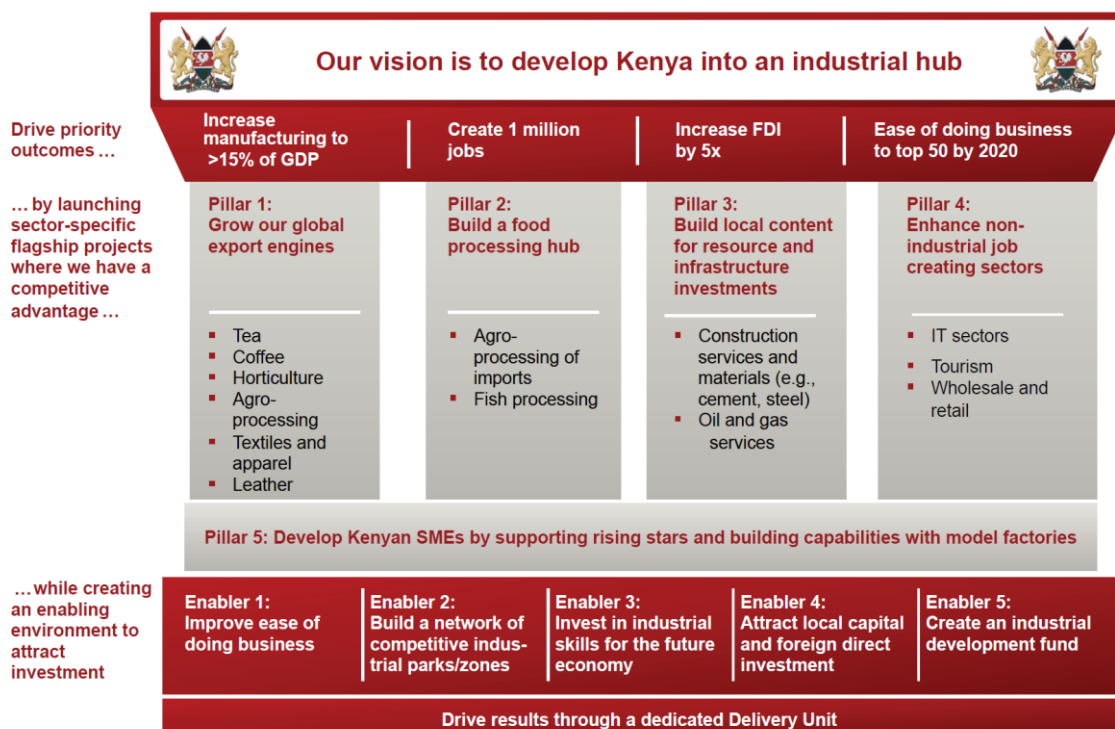 Our vision is to develop Kenya into an industrial hub
Drive priority
outcomes …
Increase
manufacturing to
>15% of GDP
Create 1 million
jobs
Increase FDI
by 5x
Ease of doing business
to top 50 by 2020
… by launching
sector-specific
flagship projects
where we have a
competitive
advantage …
Pillar 1:
Grow our global
export engines
▪ Tea
▪ Coffee
▪ Horticulture
▪ Agro-
processing
▪ Textiles and
apparel
▪ Leather
Pillar 2:
Build a food
processing hub
▪ Agro-
processing of
imports
▪ Fish processing
Pillar 3:
Build local content
for resource and
infrastructure
investments
▪ Construction
services and
materials (e.g.,
cement, steel)
▪ Oil and gas
services
Pillar 4:
Enhance non-
industrial job
creating sectors
▪ IT sectors
▪ Tourism
▪ Wholesale and
retail
Pillar 5: Develop Kenyan SMEs by supporting rising stars and building capabilities with model factories
…while creating
an enabling
environment to
attract
investment
Enabler 1:
Improve ease of
doing business
Enabler 2:
Build a network of
competitive indus-
trial parks/zones
Enabler 3:
Invest in industrial
skills for the future
economy
Enabler 4:
Attract local capital
and foreign direct
investment
Enabler 5:
Create an industrial
development fund
Drive results through a dedicated Delivery Unit